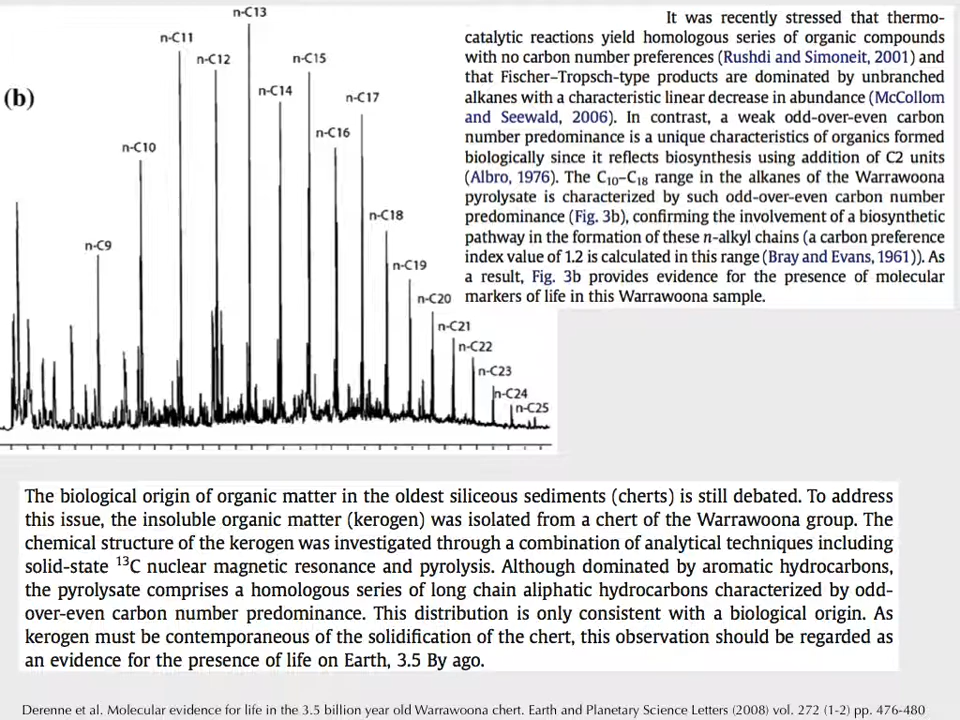 n-C13
n-C11
n-C12
n-C15
n-C14
(b)
n-C17
n-C16
n-C10
n-C18
n-C9
n-C19
n-C20
n-C21
n-C22
n-C23
n-C24
n-C25
It was recently stressed that thermo-
catalytic reactions yield homologous series of organic compounds
with no carbon number preferences (Rushdi and Simoneit, 2001) and
that Fischer–Tropsch-type products are dominated by unbranched
alkanes with a characteristic linear decrease in abundance (McCollom
and Seewald, 2006). In contrast, a weak odd-over-even carbon
number predominance is a unique characteristics of organics formed
biologically since it reflects biosynthesis using addition of C2 units
(Albro, 1976). The C₁₀–C₁₈ range in the alkanes of the Warrawoona
pyrolysate is characterized by such odd-over-even carbon number
predominance (Fig. 3b), confirming the involvement of a biosynthetic
pathway in the formation of these n-alkyl chains (a carbon preference
index value of 1.2 is calculated in this range (Bray and Evans, 1961)). As
a result, Fig. 3b provides evidence for the presence of molecular
markers of life in this Warrawoona sample.
The biological origin of organic matter in the oldest siliceous sediments (cherts) is still debated. To address
this issue, the insoluble organic matter (kerogen) was isolated from a chert of the Warrawoona group. The
chemical structure of the kerogen was investigated through a combination of analytical techniques including
solid-state ¹³C nuclear magnetic resonance and pyrolysis. Although dominated by aromatic hydrocarbons,
the pyrolysate comprises a homologous series of long chain aliphatic hydrocarbons characterized by odd-
over-even carbon number predominance. This distribution is only consistent with a biological origin. As
kerogen must be contemporaneous of the solidification of the chert, this observation should be regarded as
an evidence for the presence of life on Earth, 3.5 By ago.
Derenne et al. Molecular evidence for life in the 3.5 billion year old Warrawoona chert. Earth and Planetary Science Letters (2008) vol. 272 (1-2) pp. 476-480